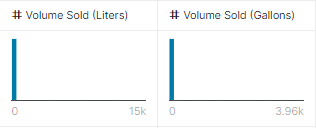 # Volume Sold (Liters)
# Volume Sold (Gallons)
0 15k
0 3.96k